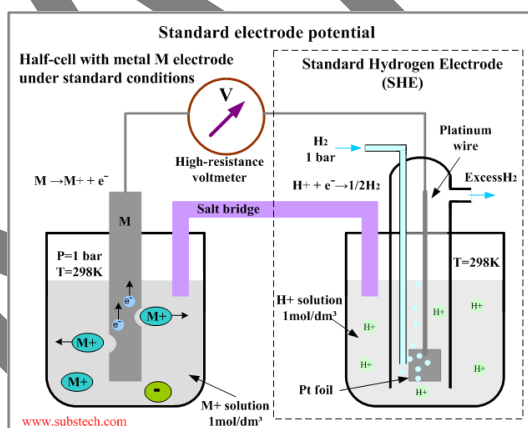 Standard electrode potential
Half-cell with metal M electrode
under standard conditions
Standard Hydrogen Electrode
(SHE)
V
High-resistance
voltmeter
H₂
1 bar
Platinum
wire
M →M+ + e⁻
H+ + e⁻→1/2H₂
ExcessH₂
M
Salt bridge
P=1 bar
T=298K
T=298K
e⁻
e⁻
M+
M+
M+
M+
-
H+ solution
1mol/dm³
H+
H+
H+
H+
H+
H+
H+
H+
Pt foil
M+ solution
1mol/dm³
www.substech.com